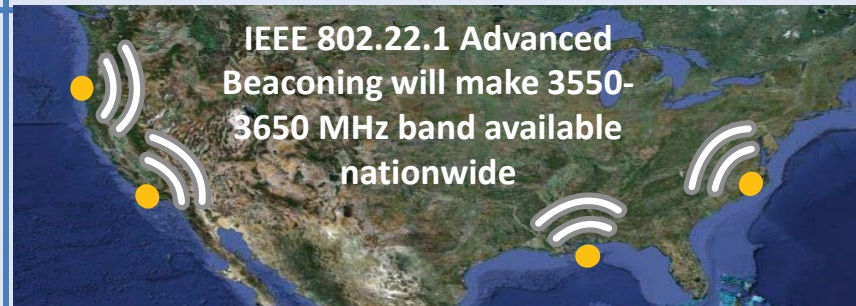 IEEE 802.22.1 Advanced
Beaconing will make 3550-
3650 MHz band available
nationwide